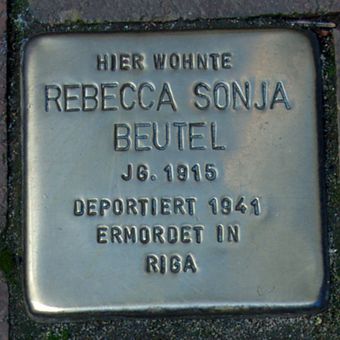 HIER WOHNTE
REBECCA SONJA
BEUTEL
JG. 1915
DEPORTIERT 1941
ERMORDET IN
RIGA